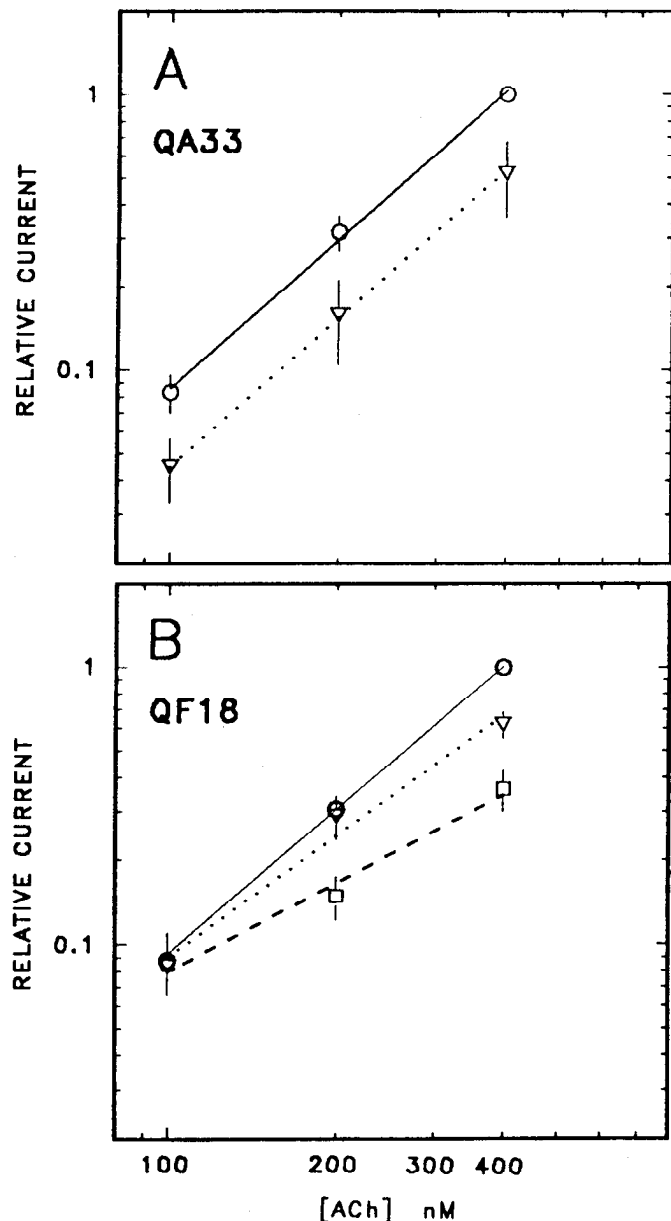 A
QA33
RELATIVE CURRENT
1
0.1
B
QF18
RELATIVE CURRENT
1
0.1
100
200
300
400
[ACh] nM